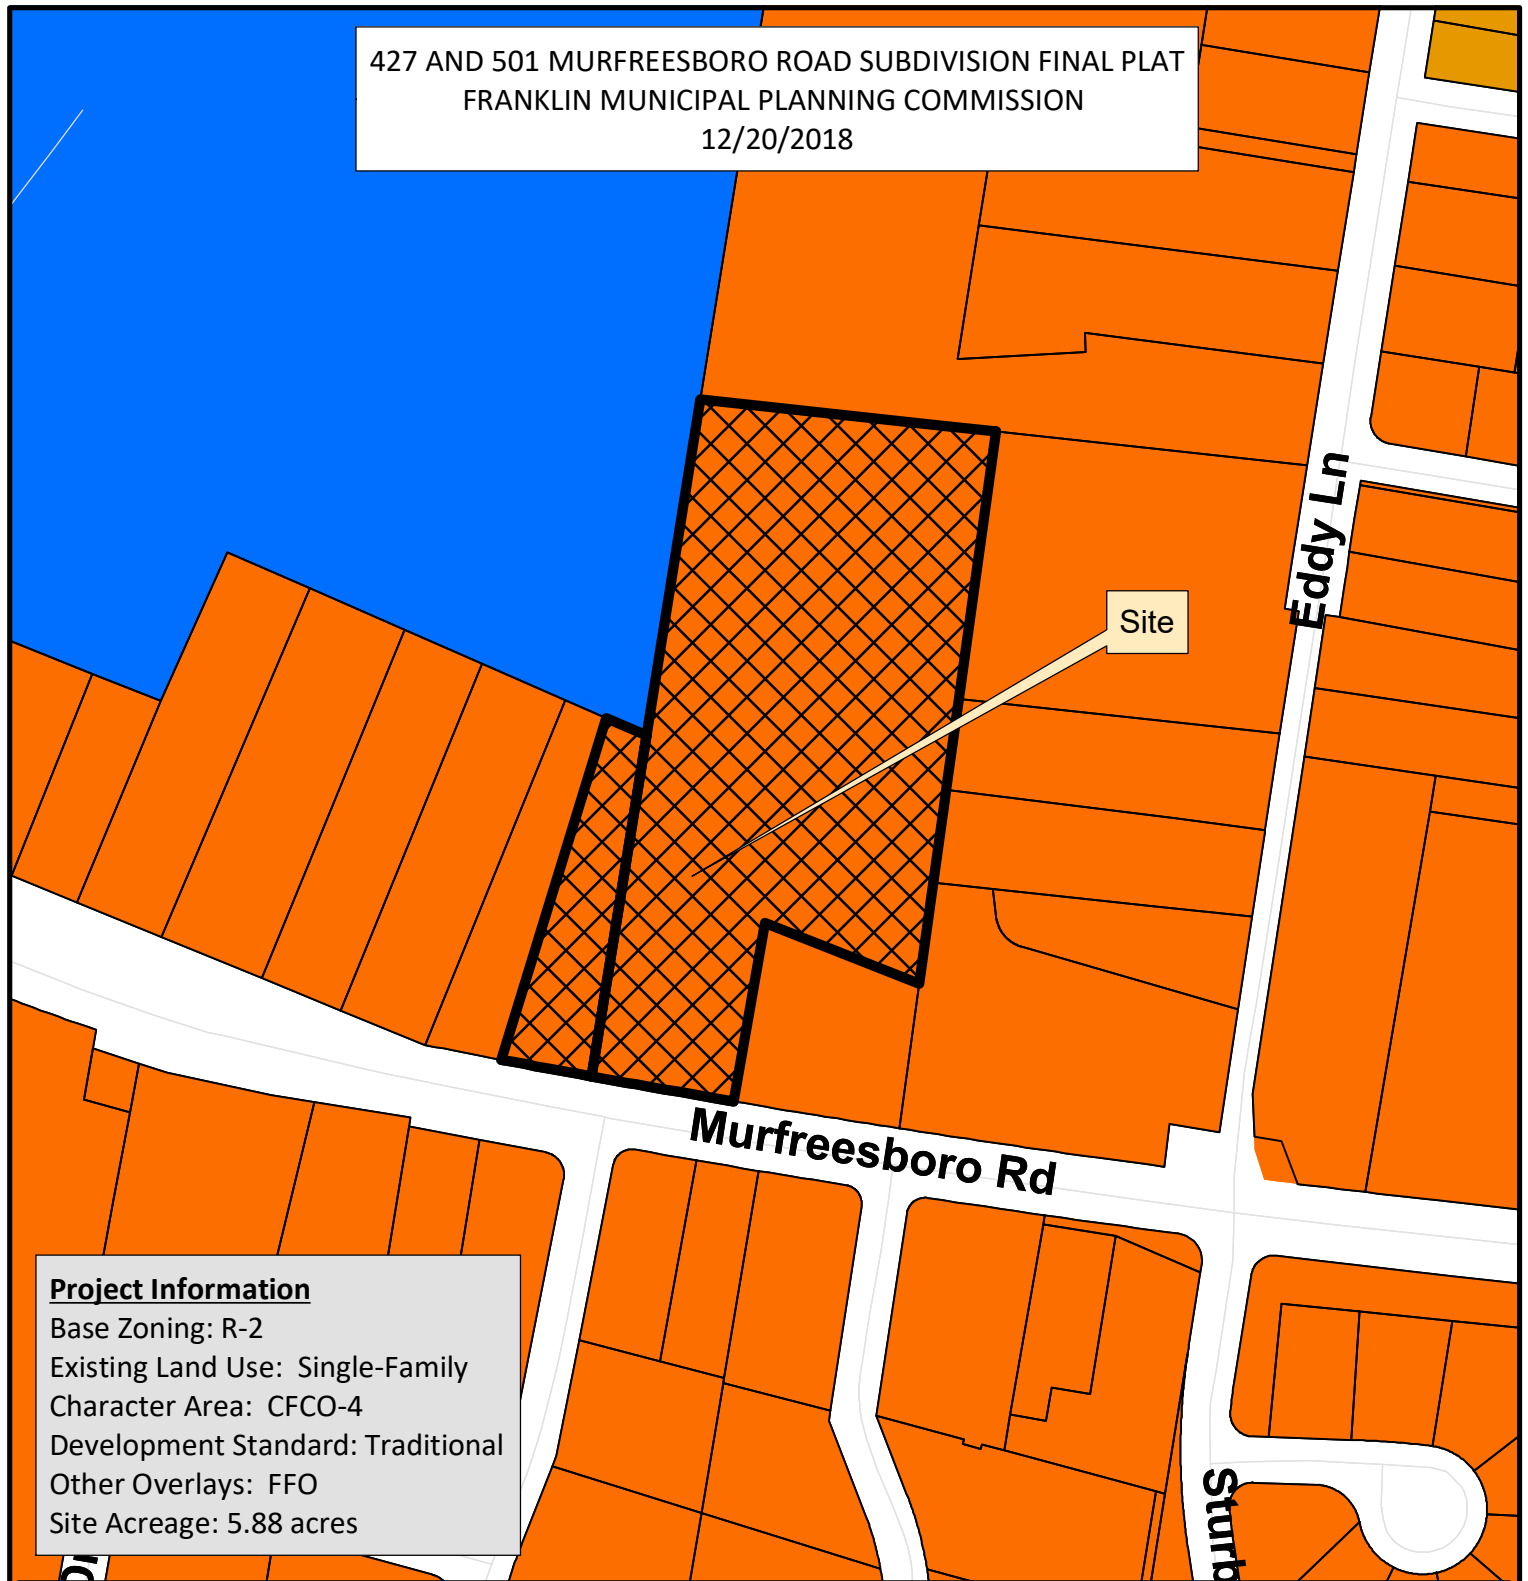 427 AND 501 MURFREESBORO ROAD SUBDIVISION FINAL PLAT
FRANKLIN MUNICIPAL PLANNING COMMISSION
12/20/2018
Eddy Ln
Site
Murfreesboro Rd
Project Information
Base Zoning: R-2
Existing Land Use: Single-Family
Character Area: CFCO-4
Development Standard: Traditional
Other Overlays: FFO
Site Acreage: 5.88 acres
Sturb